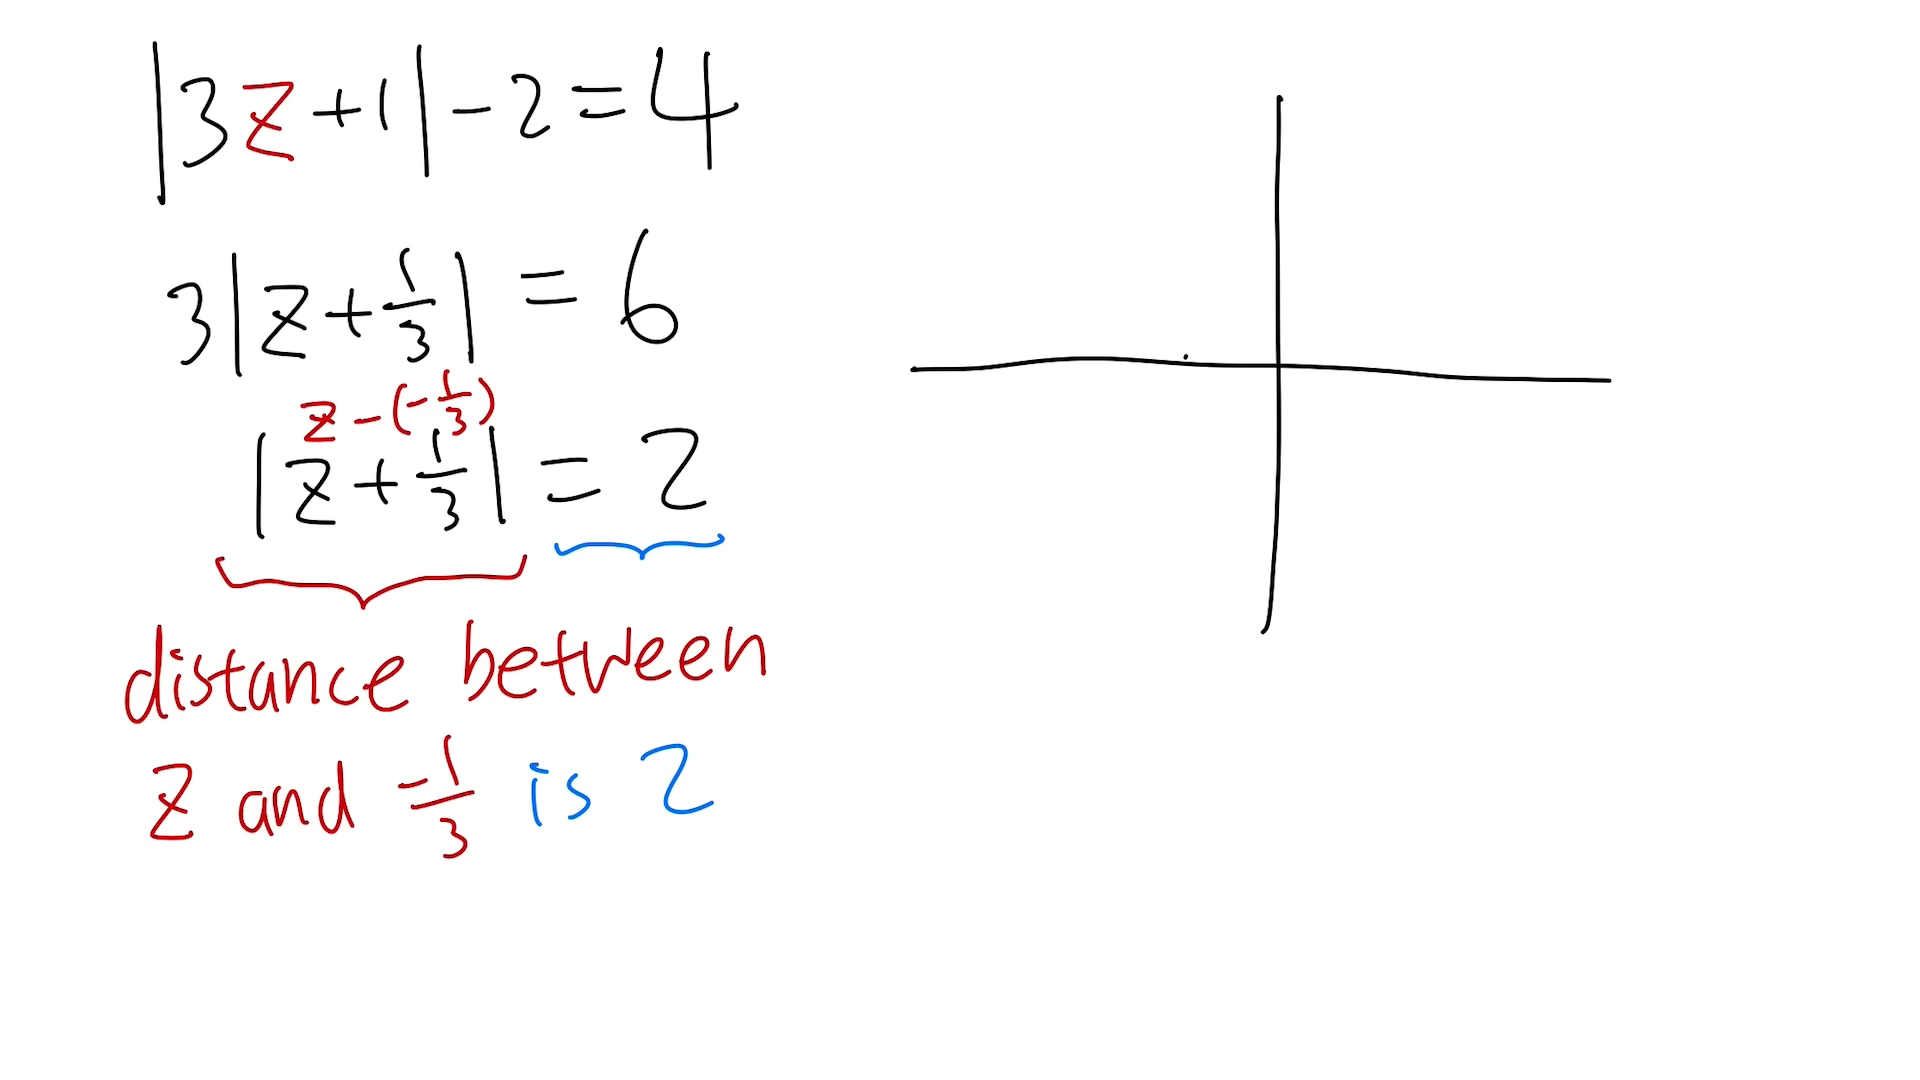 |3z+1|-2=4
3|z+1/3|=6
z-(-1/3)
|z+1/3|=2
distance between
z and -1/3 is 2